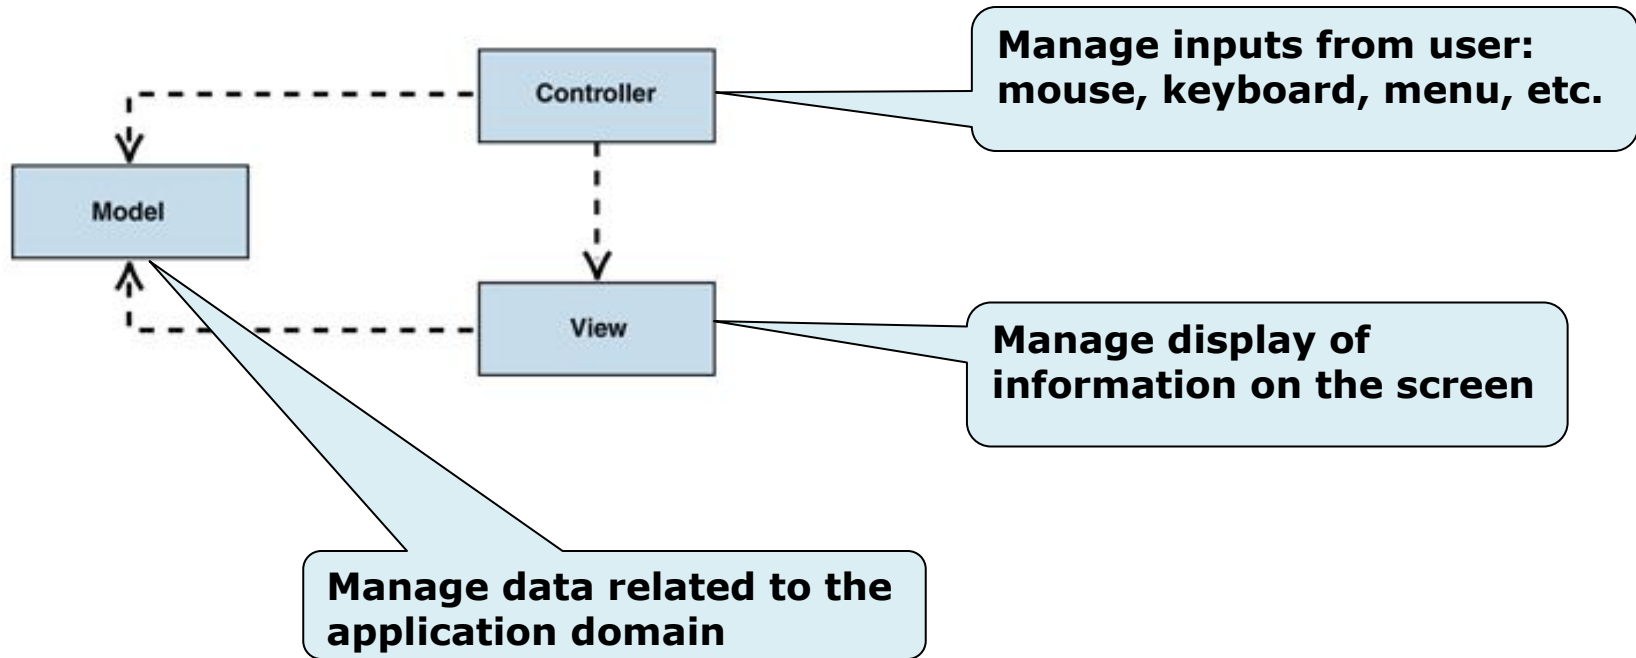 Controller
Manage inputs from user:
mouse, keyboard, menu, etc.
Model
View
Manage display of
information on the screen
Manage data related to the
application domain